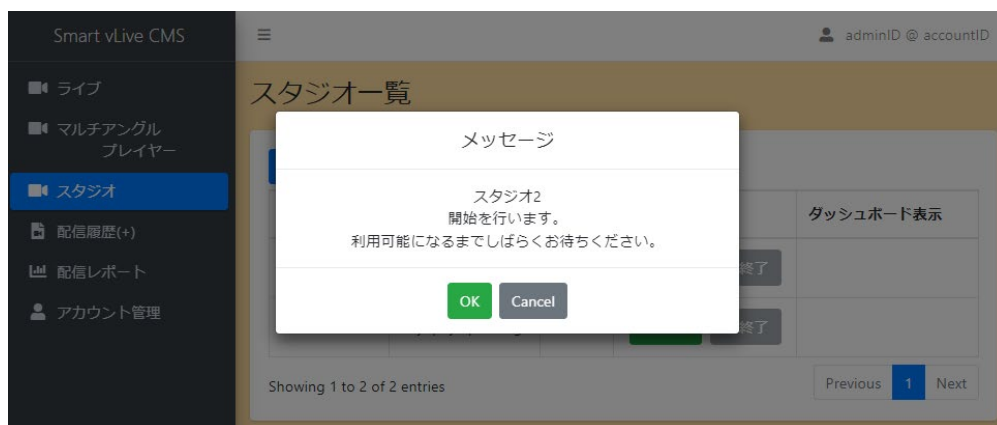 Smart vLive CMS
adminID @ accountID
ライブ
マルチアングル
プレイヤー
スタジオ
配信履歴(+)
配信レポート
アカウント管理
スタジオ一覧
メッセージ
スタジオ2
開始を行います。
利用可能になるまでしばらくお待ちください。
OK Cancel
ダッシュボード表示
終了
終了
Showing 1 to 2 of 2 entries
Previous 1 Next